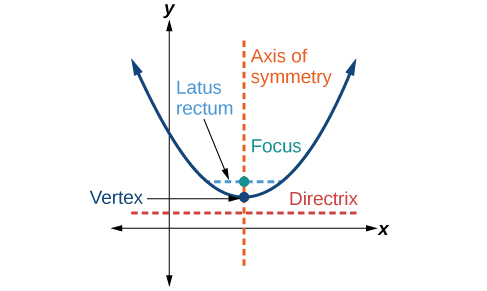 y
Axis of
symmetry
Latus
rectum
Focus
Vertex
Directrix
x